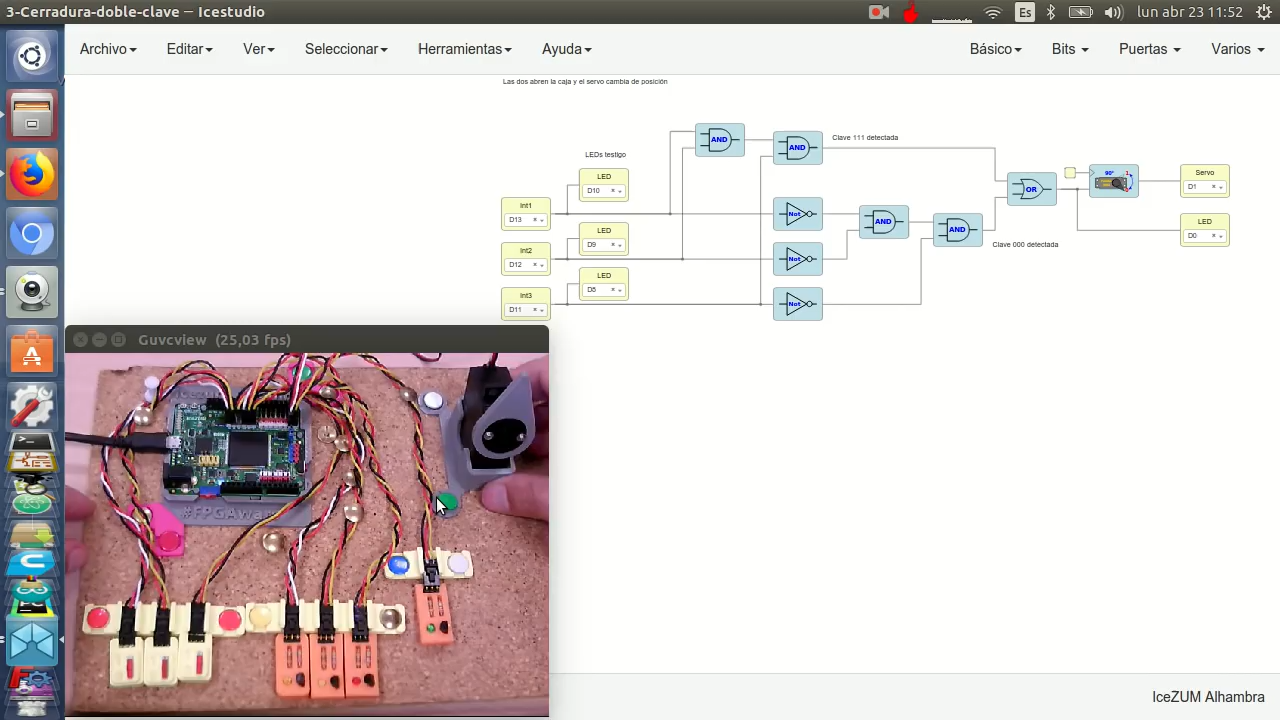 3-Cerradura-doble-clave — Icestudio
Es
lun abr 23 11:52
Archivo
Editar
Ver
Seleccionar
Herramientas
Ayuda
Básico
Bits
Puertas
Varios
Las dos abren la caja y el servo cambia de posición
LEDs testigo
LED
D10
Int1
D13
LED
D9
Int2
D12
LED
D8
Int3
D11
AND
AND
Clave 111 detectada
Not
Not
Not
AND
AND
Clave 000 detectada
OR
90°
Servo
D1
LED
D0
Guvcview (25,03 fps)
IceZUM Alhambra